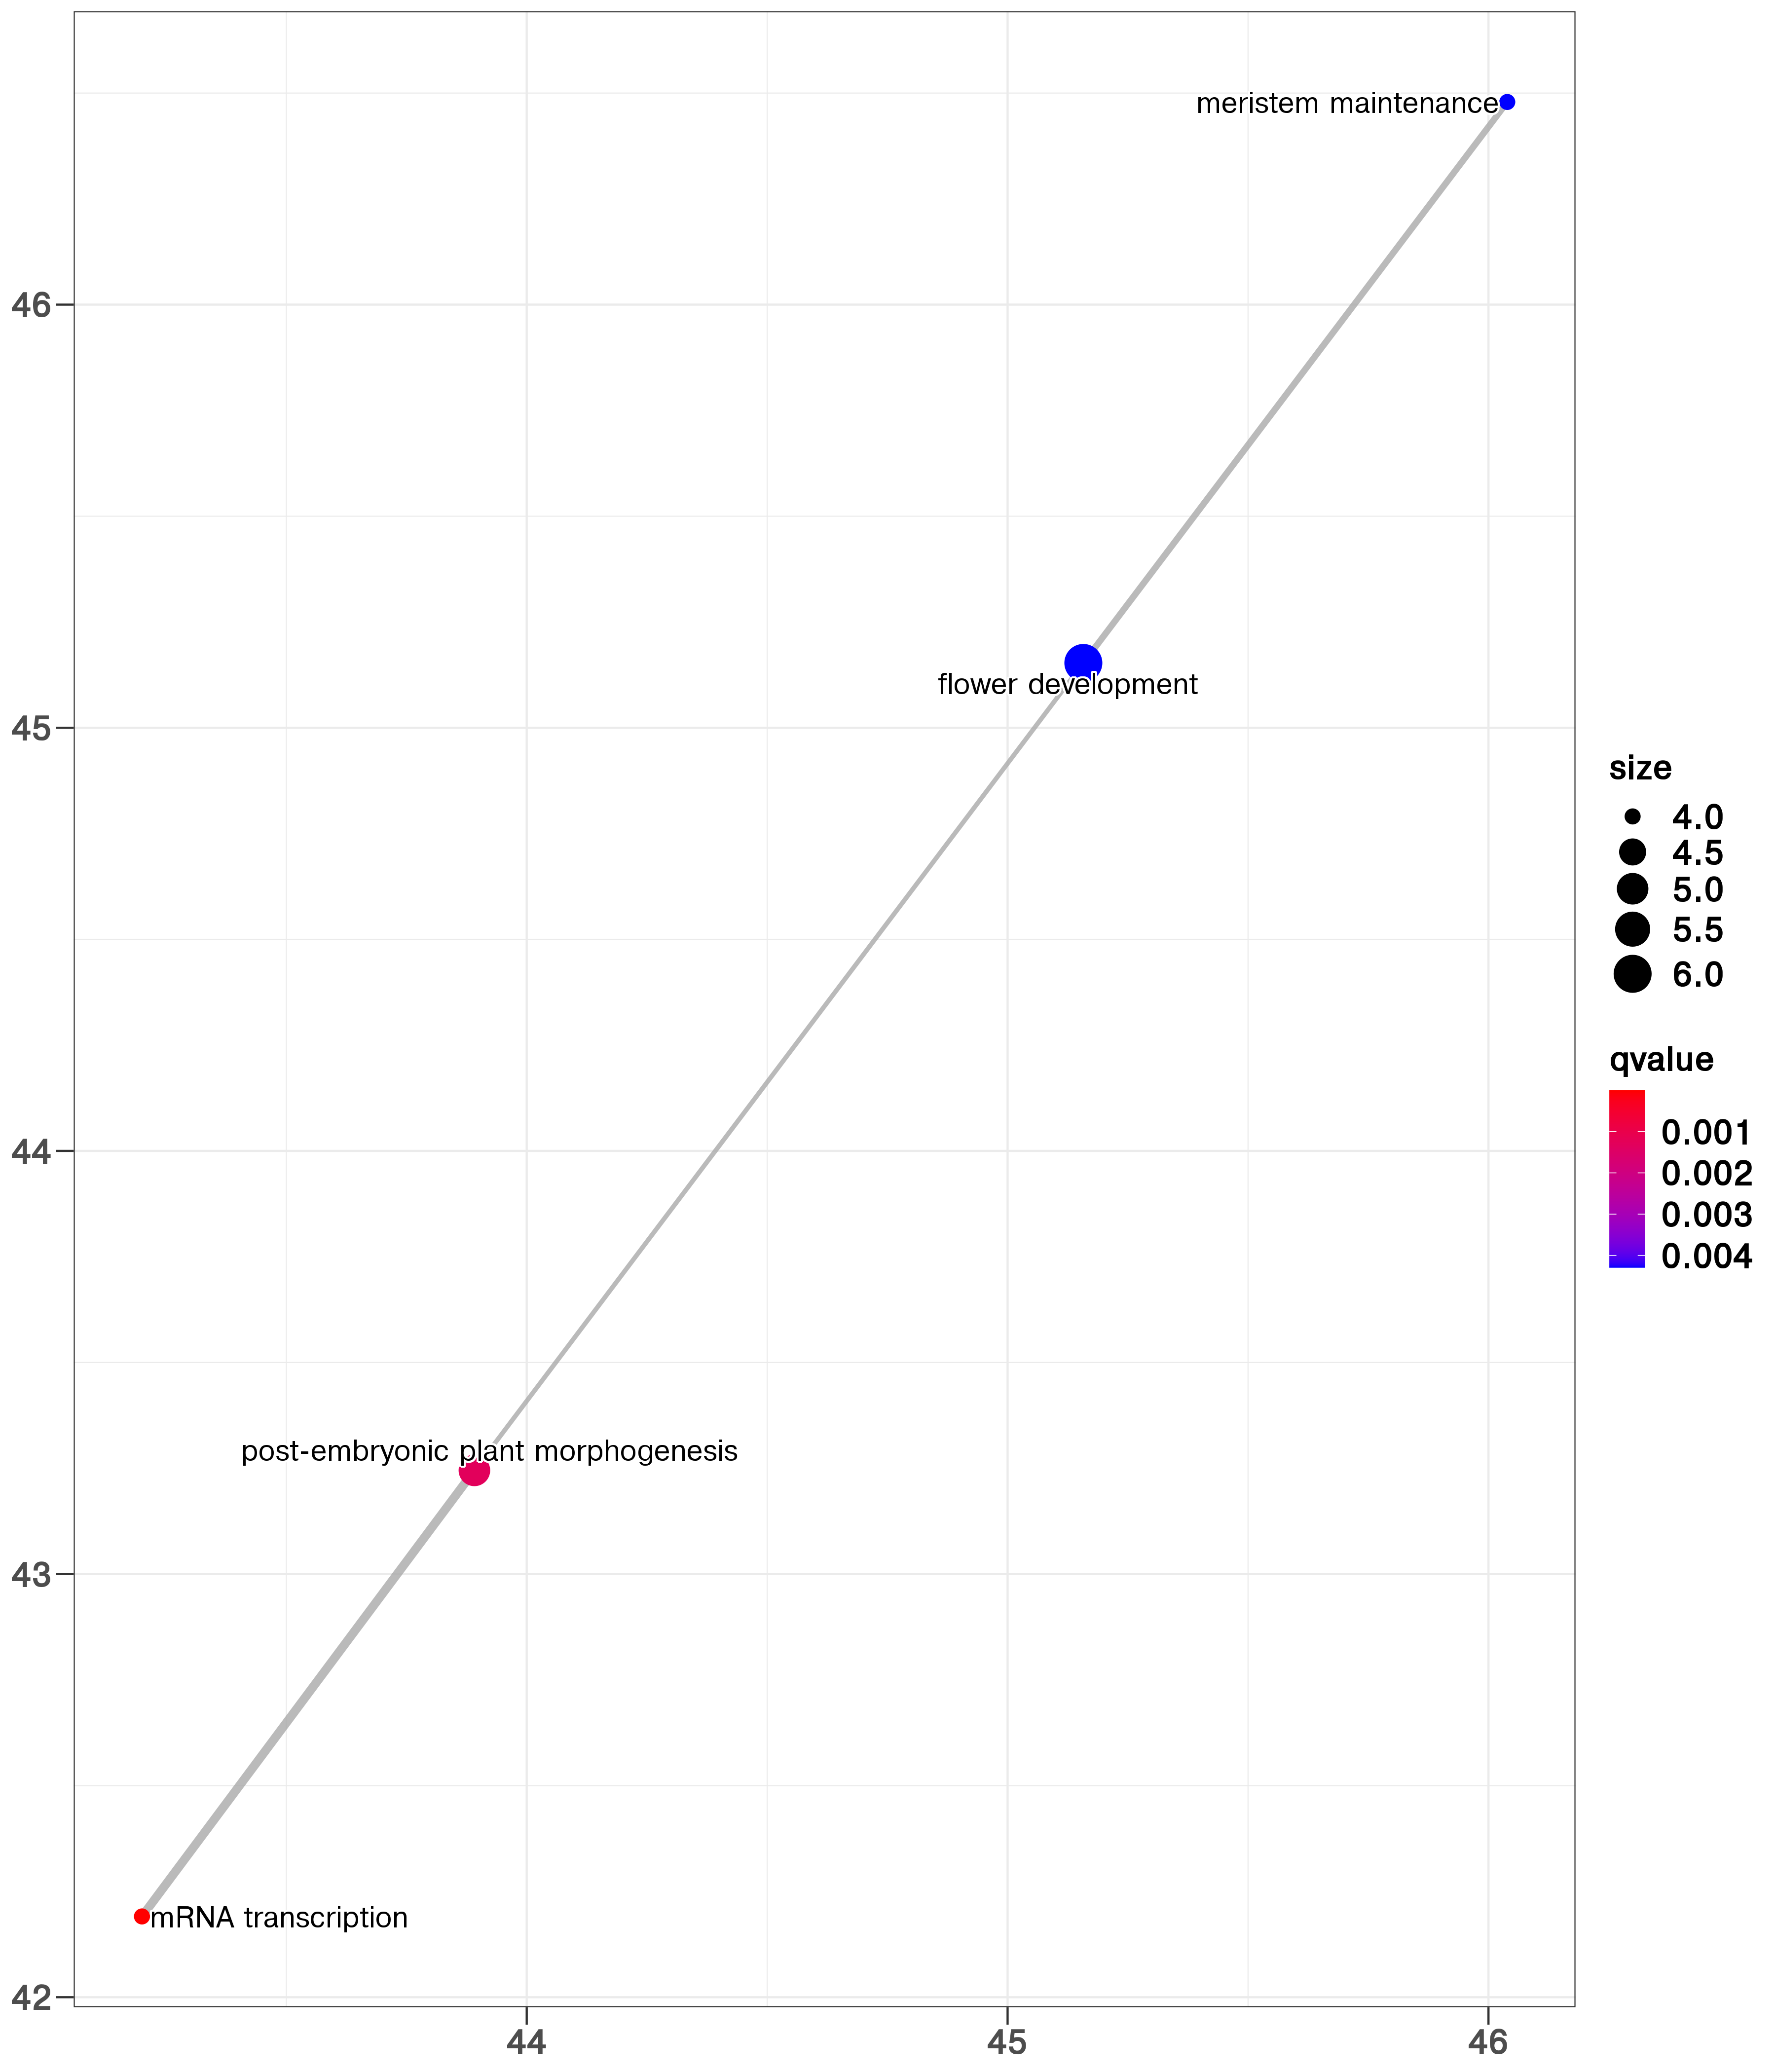 meristem maintenance
46
flower development
45
size
4.0
4.5
5.0
5.5
6.0
qvalue
0.001
0.002
0.003
0.004
44
post-embryonic plant morphogenesis
43
mRNA transcription
42
44 45 46